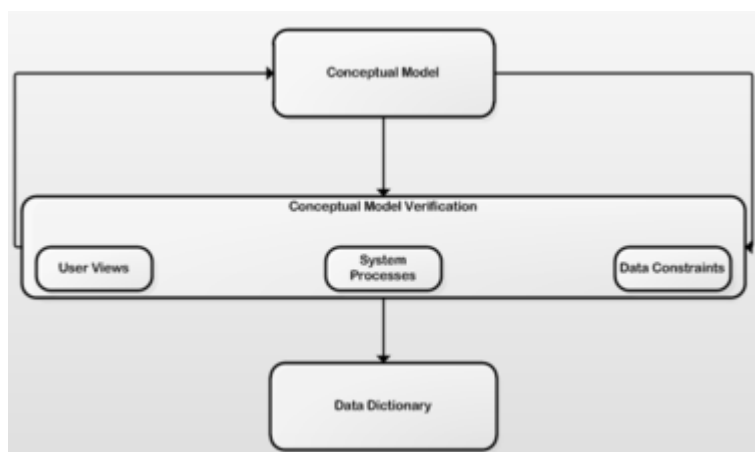 Conceptual Model
Conceptual Model Verification
User Views
System
Processes
Data Constraints
Data Dictionary